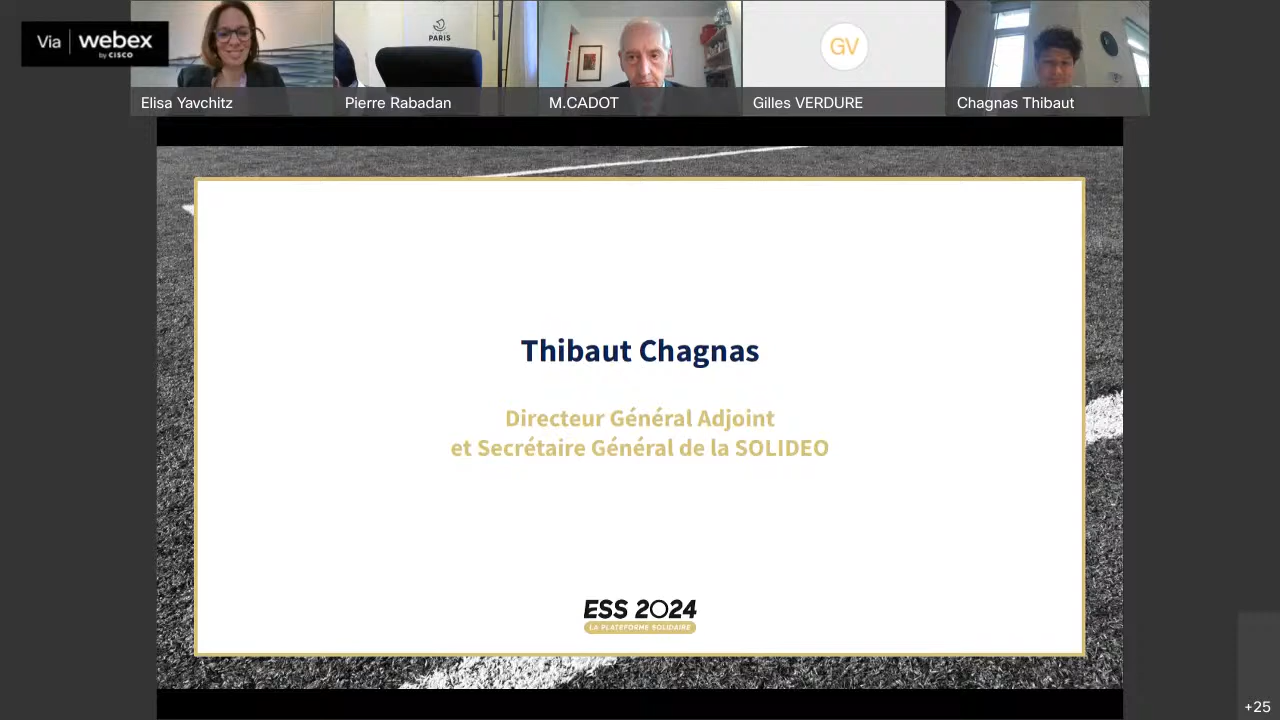 Via webex
by CISCO
PARIS
GV
Elisa Yavchitz
Pierre Rabadan
M.CADOT
Gilles VERDURE
Chagnas Thibaut
Thibaut Chagnas
Directeur Général Adjoint
et Secrétaire Général de la SOLIDEO
ESS 2024
LA PLATEFORME SOLIDAIRE
+25